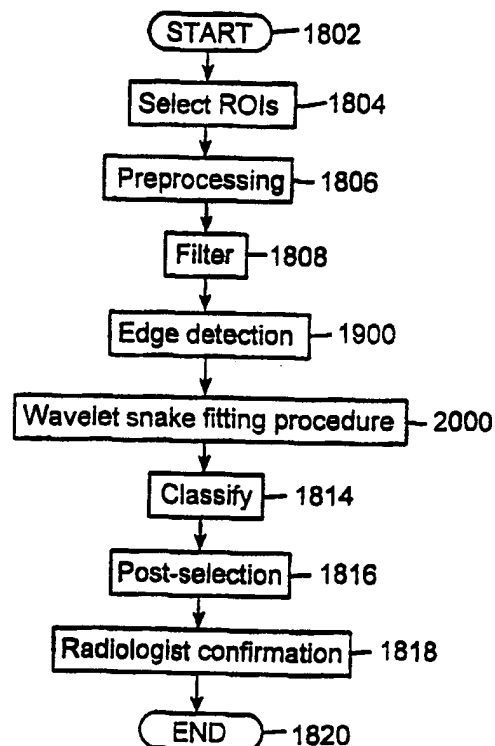 START 1802
Select ROIs 1804
Preprocessing 1806
Filter 1808
Edge detection 1900
Wavelet snake fitting procedure 2000
Classify 1814
Post-selection 1816
Radiologist confirmation 1818
END 1820